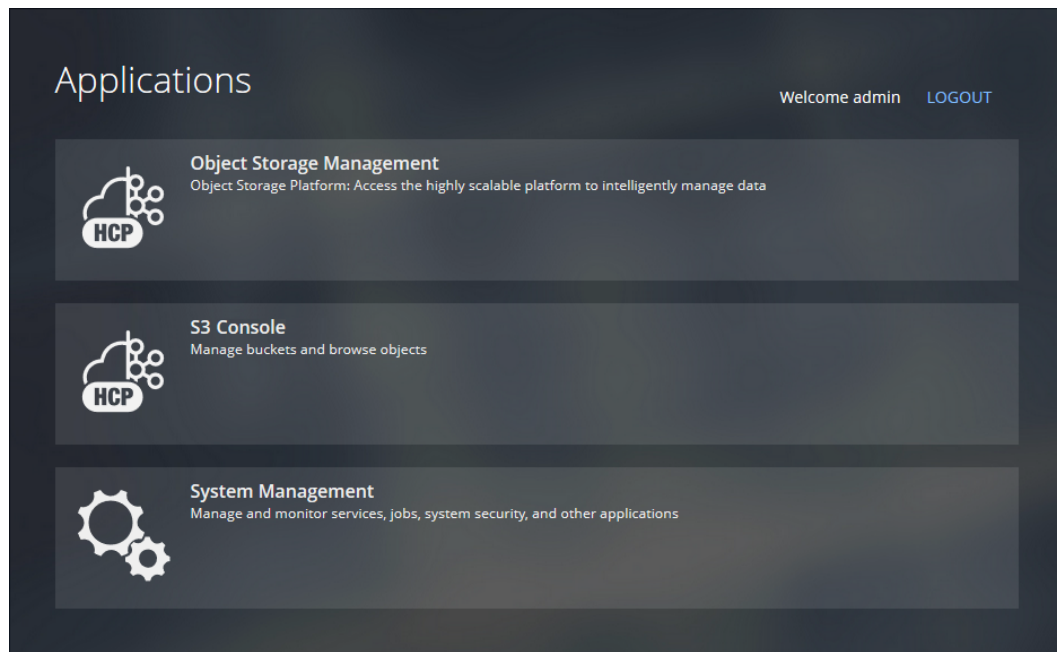 Applications
Welcome admin LOGOUT
Object Storage Management
Object Storage Platform: Access the highly scalable platform to intelligently manage data
HCP
S3 Console
Manage buckets and browse objects
HCP
System Management
Manage and monitor services, jobs, system security, and other applications